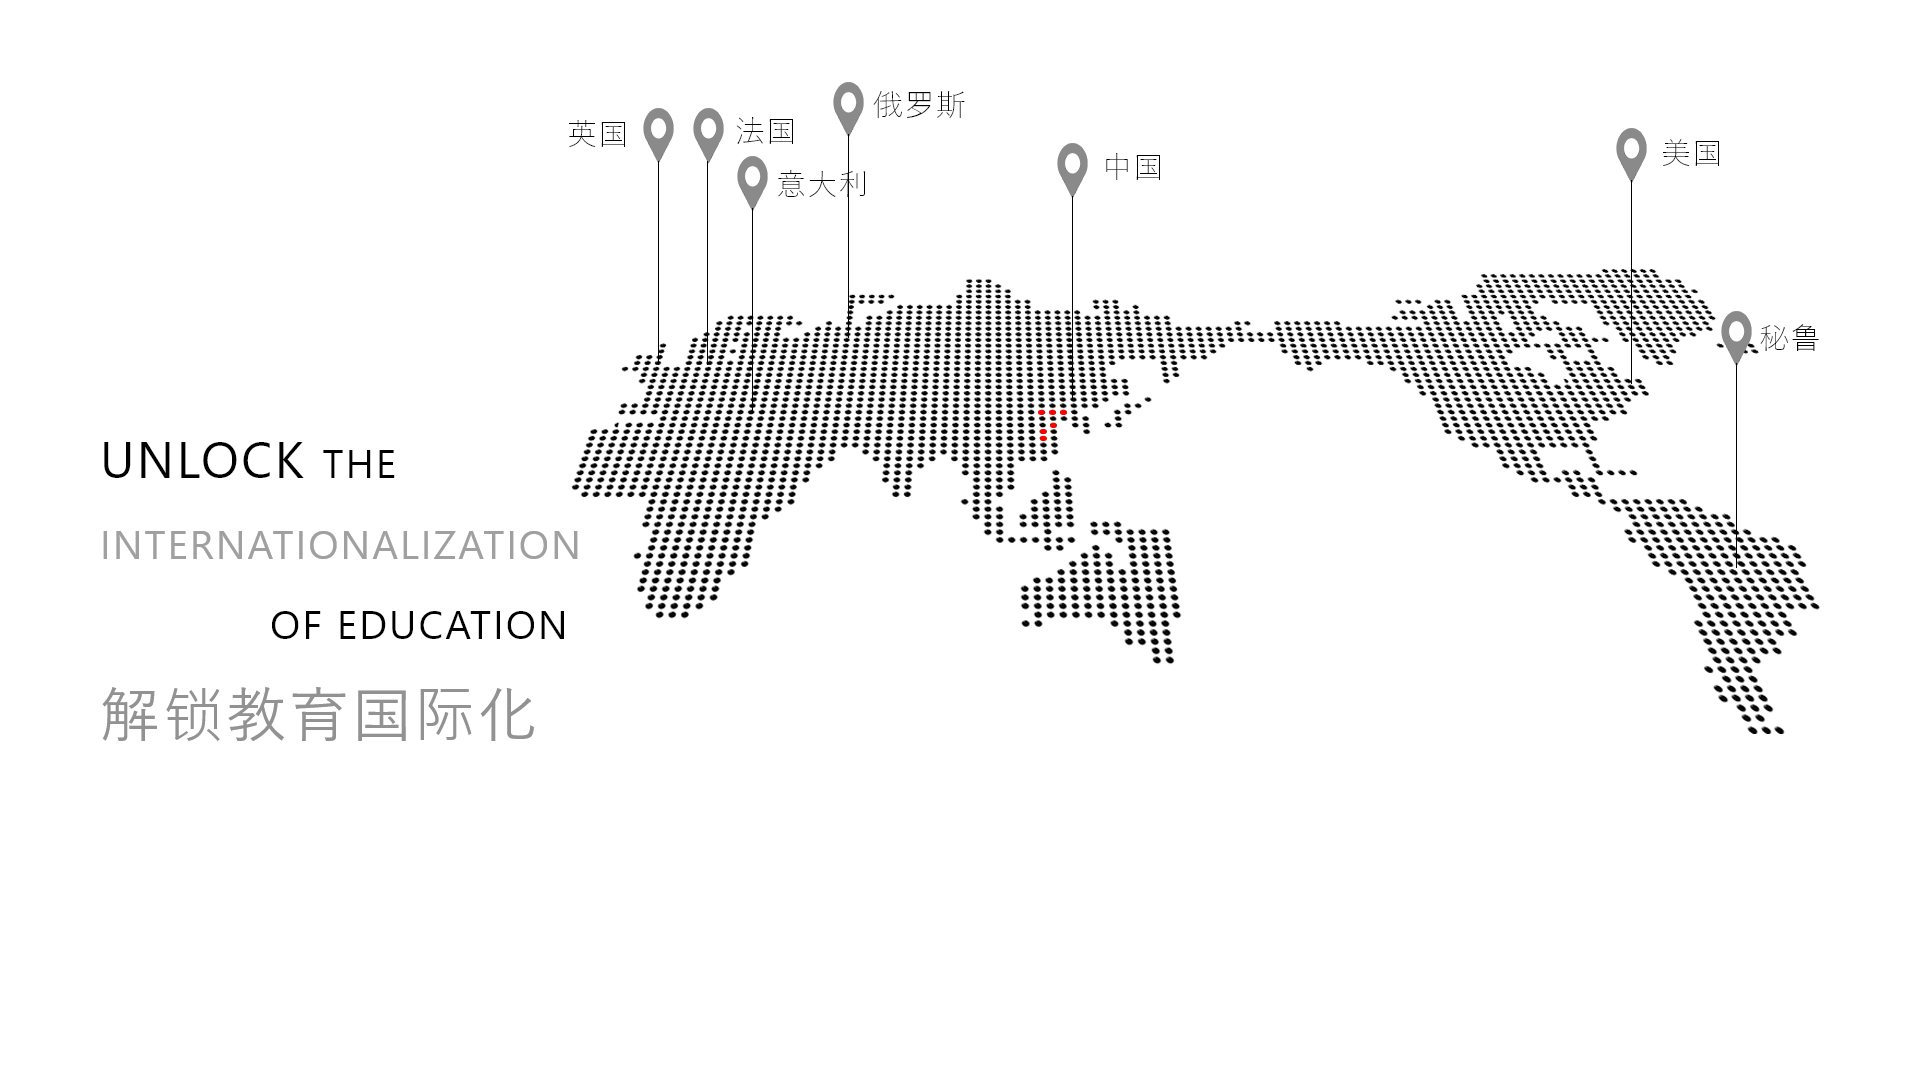 俄罗斯
英国
法国
意大利
中国
美国
秘鲁
UNLOCK THE
INTERNATIONALIZATION
OF EDUCATION
解锁教育国际化